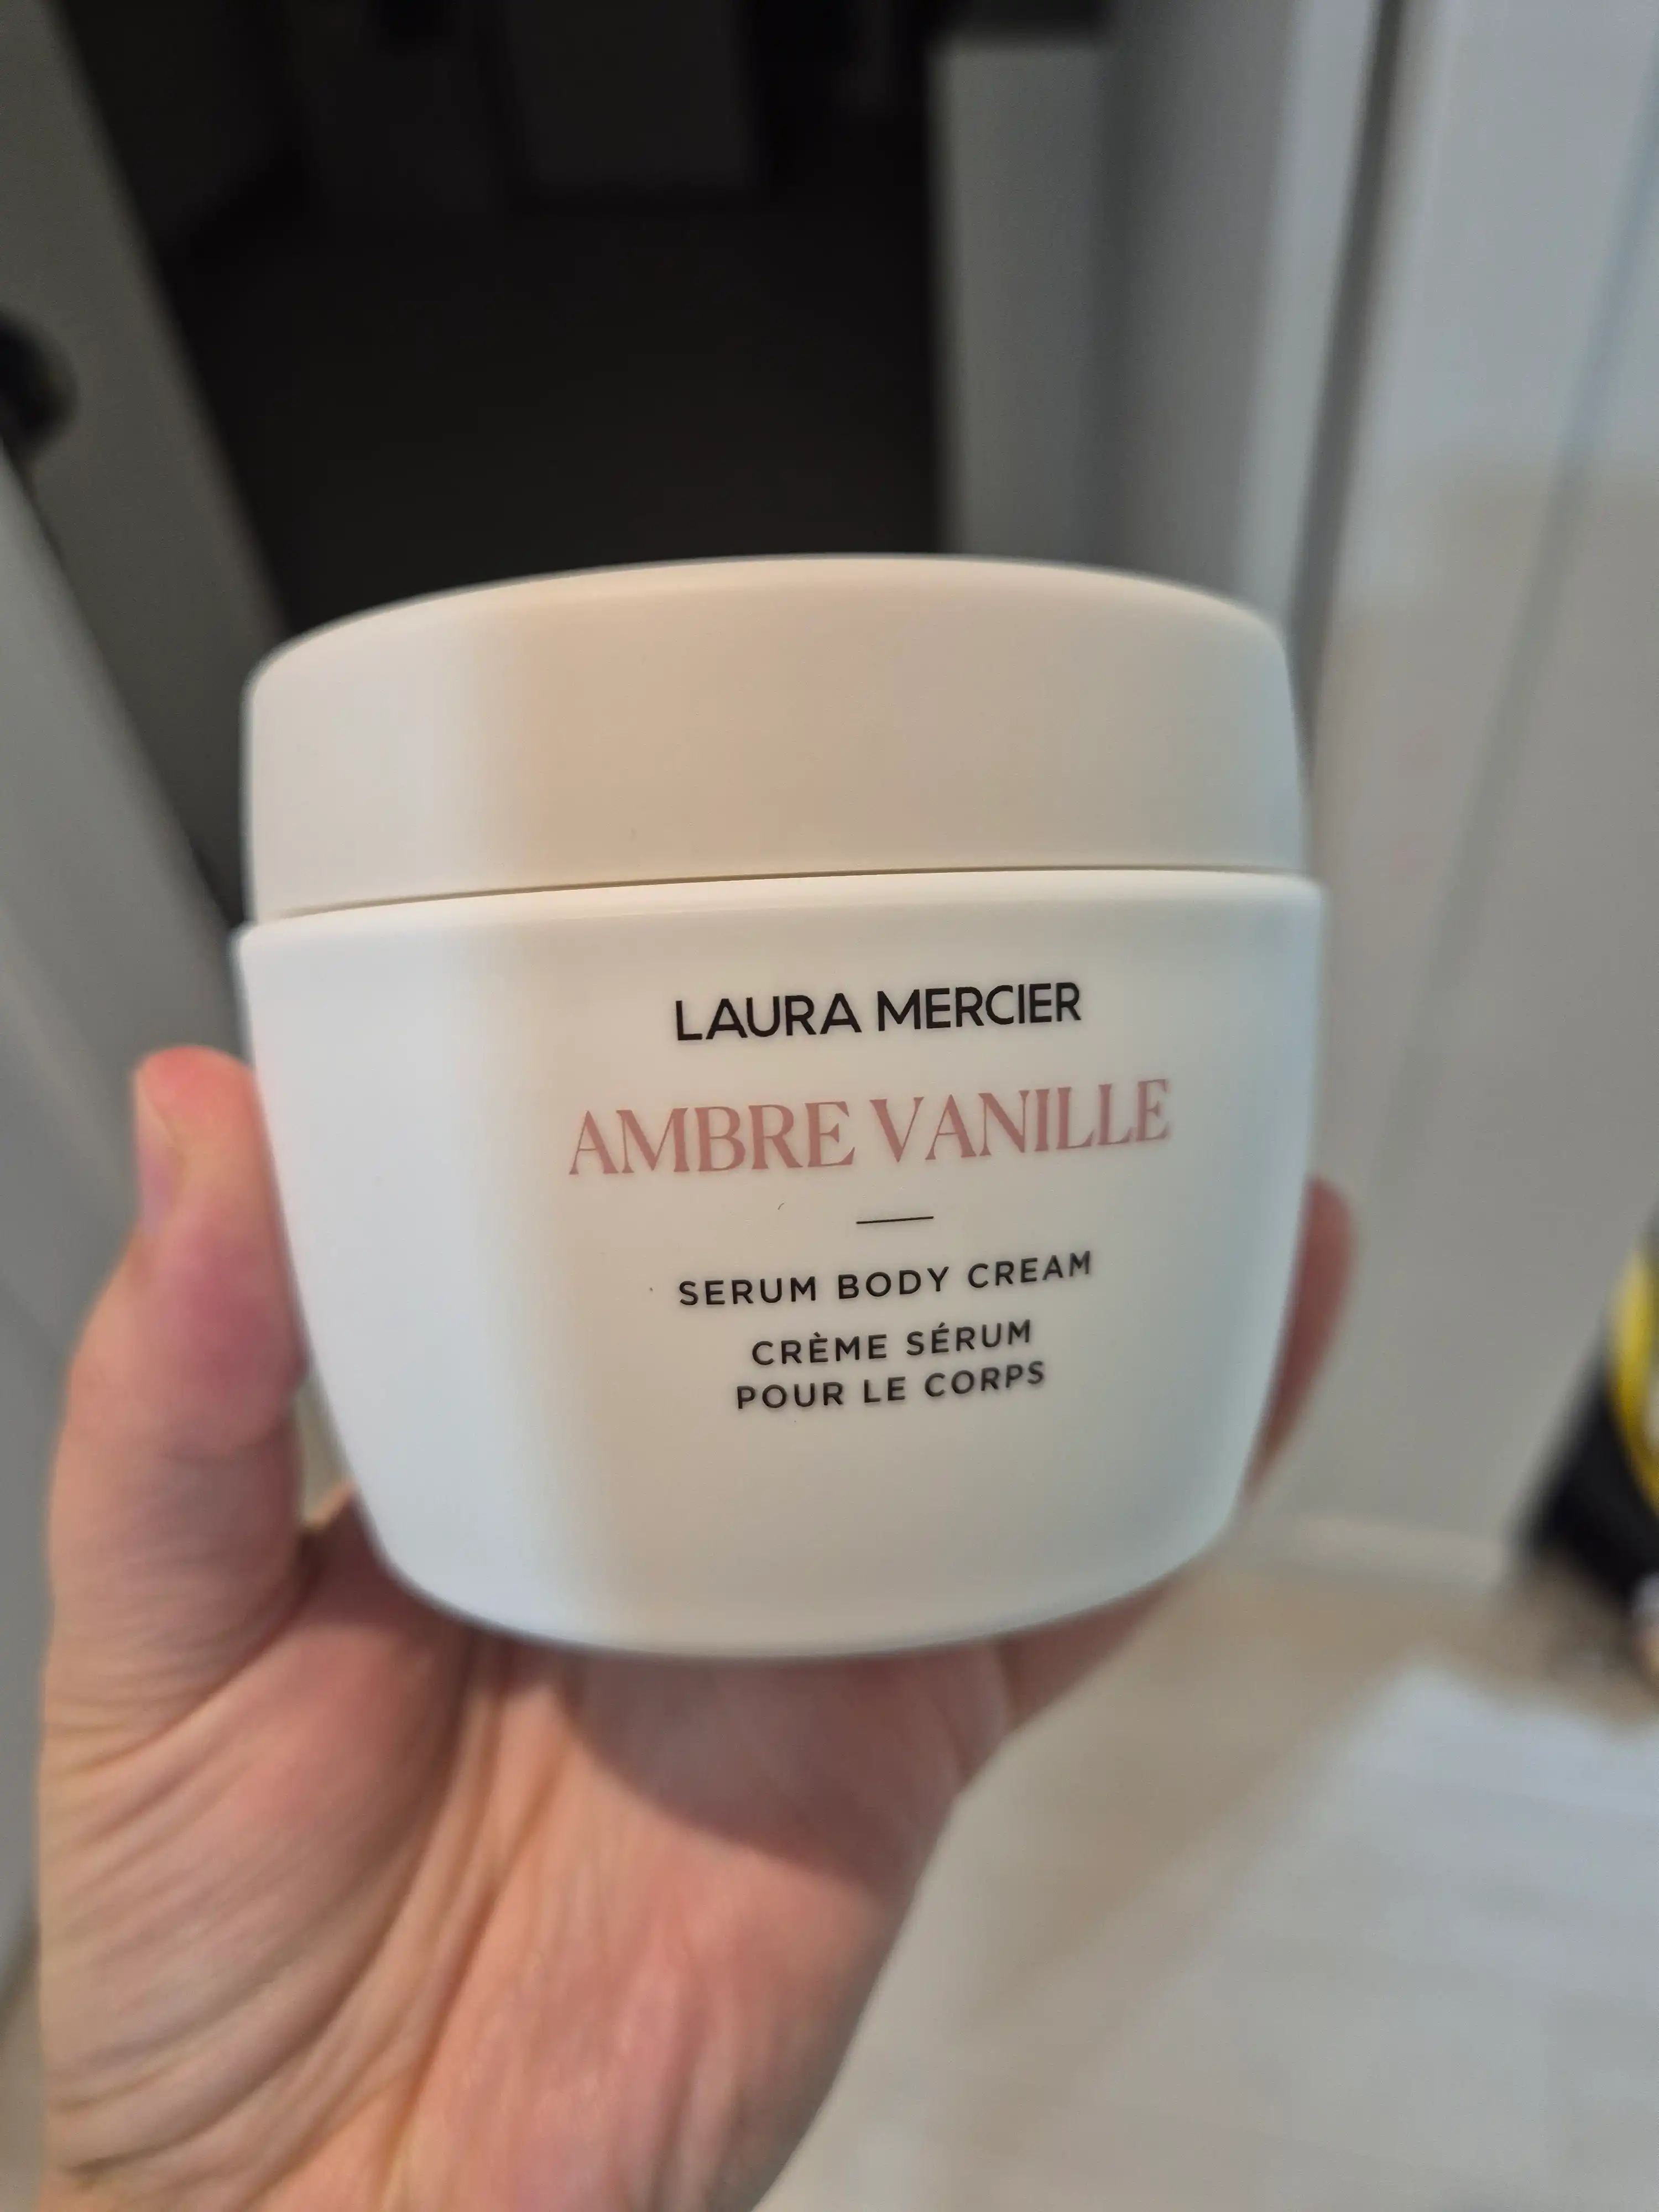 LAURA MERCIER
AMBRE VANILLE
SERUM BODY CREAM
CRÈME SÉRUM
POUR LE CORPS